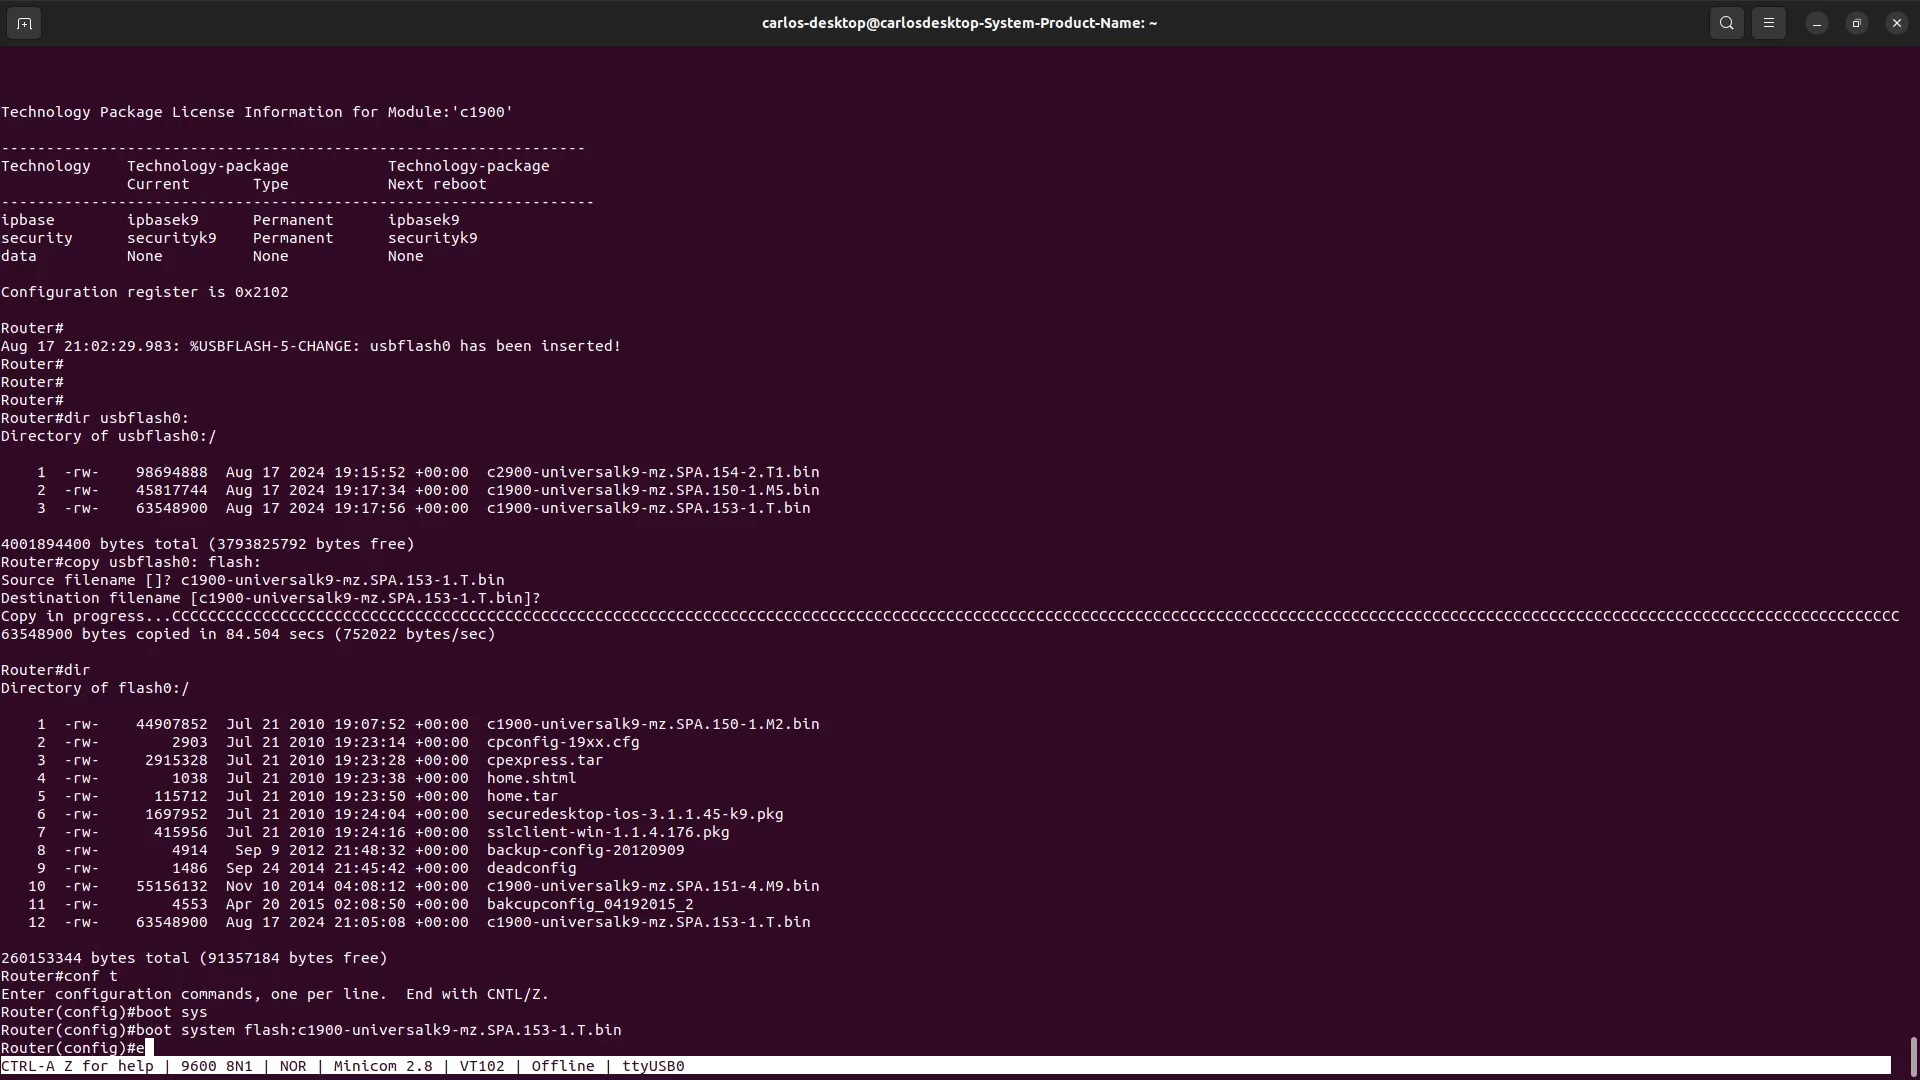 carlos-desktop@carlosdesktop-System-Product-Name: ~
Technology Package License Information for Module:'c1900'
-----------------------------------------------------------------
Technology    Technology-package           Technology-package
              Current       Type           Next reboot
------------------------------------------------------------------
ipbase        ipbasek9      Permanent      ipbasek9
security      securityk9    Permanent      securityk9
data          None          None           None
Configuration register is 0x2102
Router#
Aug 17 21:02:29.983: %USBFLASH-5-CHANGE: usbflash0 has been inserted!
Router#
Router#
Router#
Router#dir usbflash0:
Directory of usbflash0:/
    1  -rw-    98694888  Aug 17 2024 19:15:52 +00:00  c2900-universalk9-mz.SPA.154-2.T1.bin
    2  -rw-    45817744  Aug 17 2024 19:17:34 +00:00  c1900-universalk9-mz.SPA.150-1.M5.bin
    3  -rw-    63548900  Aug 17 2024 19:17:56 +00:00  c1900-universalk9-mz.SPA.153-1.T.bin
4001894400 bytes total (3793825792 bytes free)
Router#copy usbflash0: flash:
Source filename []? c1900-universalk9-mz.SPA.153-1.T.bin
Destination filename [c1900-universalk9-mz.SPA.153-1.T.bin]?
Copy in progress...CCCCCCCCCCCCCCCCCCCCCCCCCCCCCCCCCCCCCCCCCCCCCCCCCCCCCCCCCCCCCCCCCCCCCCCCCCCCCCCCCCCCCCCCCCCCCCCCCCCCCCCCCCCCCCCCCCCCCCCCCCCCCCCCCCCCCCCCCCCCCCCCCCCCCCCCCCCCCCCCCCCCCCCCCCCCCCCCCCCCCCCCCCCCCCCC
63548900 bytes copied in 84.504 secs (752022 bytes/sec)
Router#dir
Directory of flash0:/
    1  -rw-    44907852  Jul 21 2010 19:07:52 +00:00  c1900-universalk9-mz.SPA.150-1.M2.bin
    2  -rw-        2903  Jul 21 2010 19:23:14 +00:00  cpconfig-19xx.cfg
    3  -rw-     2915328  Jul 21 2010 19:23:28 +00:00  cpexpress.tar
    4  -rw-        1038  Jul 21 2010 19:23:38 +00:00  home.shtml
    5  -rw-      115712  Jul 21 2010 19:23:50 +00:00  home.tar
    6  -rw-     1697952  Jul 21 2010 19:24:04 +00:00  securedesktop-ios-3.1.1.45-k9.pkg
    7  -rw-      415956  Jul 21 2010 19:24:16 +00:00  sslclient-win-1.1.4.176.pkg
    8  -rw-        4914   Sep 9 2012 21:48:32 +00:00  backup-config-20120909
    9  -rw-        1486  Sep 24 2014 21:45:42 +00:00  deadconfig
   10  -rw-    55156132  Nov 10 2014 04:08:12 +00:00  c1900-universalk9-mz.SPA.151-4.M9.bin
   11  -rw-        4553  Apr 20 2015 02:08:50 +00:00  bakcupconfig_04192015_2
   12  -rw-    63548900  Aug 17 2024 21:05:08 +00:00  c1900-universalk9-mz.SPA.153-1.T.bin
260153344 bytes total (91357184 bytes free)
Router#conf t
Enter configuration commands, one per line.  End with CNTL/Z.
Router(config)#boot sys
Router(config)#boot system flash:c1900-universalk9-mz.SPA.153-1.T.bin
Router(config)#e
CTRL-A Z for help | 9600 8N1 | NOR | Minicom 2.8 | VT102 | Offline | ttyUSB0